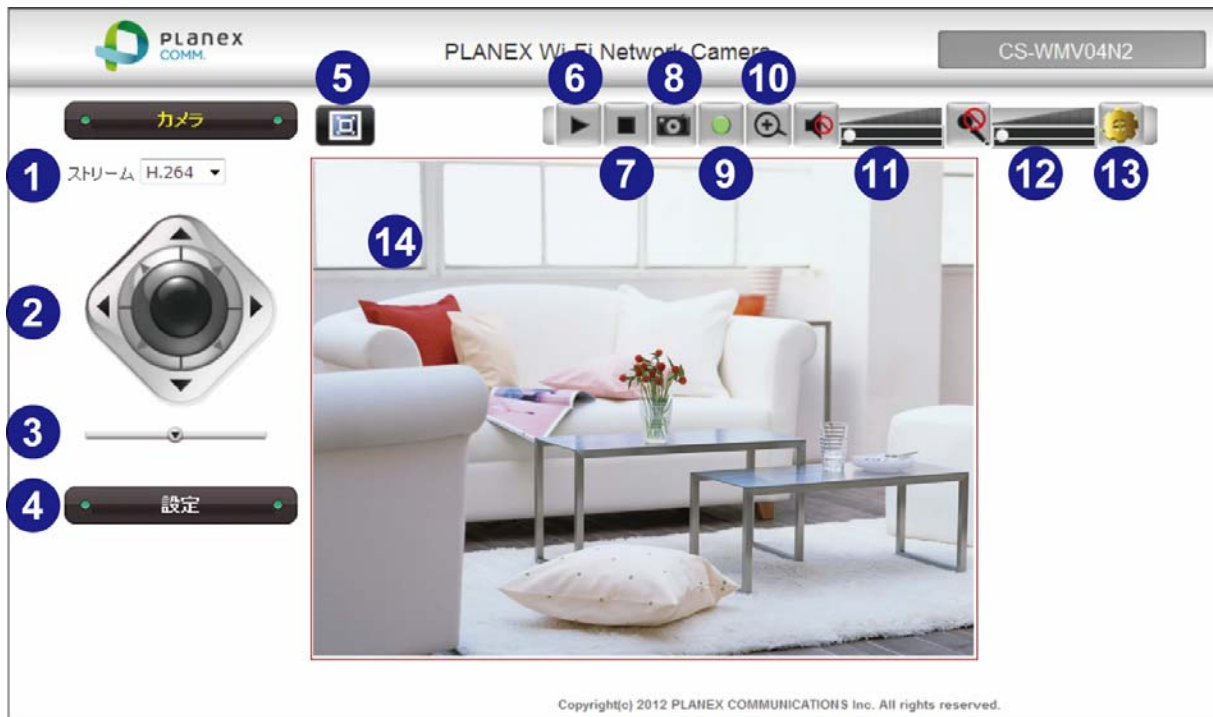 PLANEX
COMM.
PLANEX Wi-Fi Network Camera
CS-WMV04N2
5
6
8
10
カメラ
1
ストリーム H.264
7
9
11
12
13
14
2
3
4
設定
Copyright(c) 2012 PLANEX COMMUNICATIONS Inc. All rights reserved.